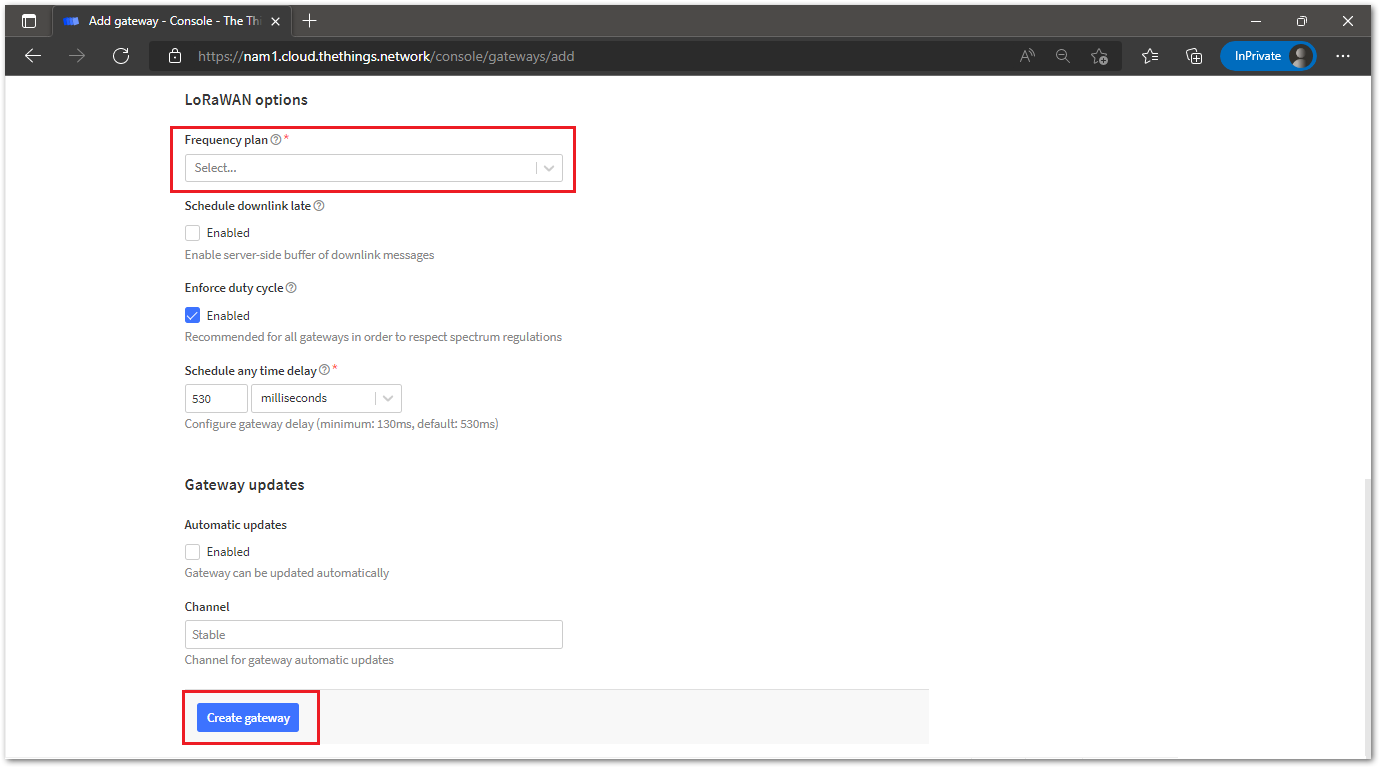 Add gateway - Console - The Thi
https://nam1.cloud.thethings.network/console/gateways/add
InPrivate
LoRaWAN options
Frequency plan *
Select...
Schedule downlink late
Enabled
Enable server-side buffer of downlink messages
Enforce duty cycle
Enabled
Recommended for all gateways in order to respect spectrum regulations
Schedule any time delay *
530 milliseconds
Configure gateway delay (minimum: 130ms, default: 530ms)
Gateway updates
Automatic updates
Enabled
Gateway can be updated automatically
Channel
Stable
Channel for gateway automatic updates
Create gateway